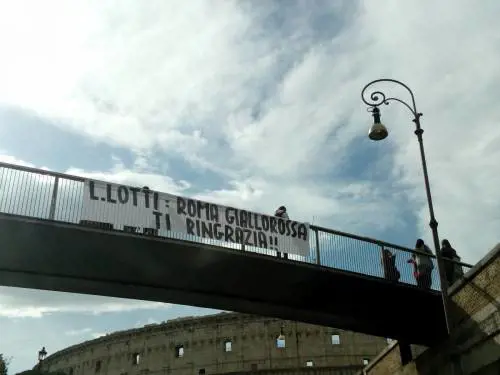 L.LOTTI : ROMA GIALLOROSSA
TI RINGRAZIA!!